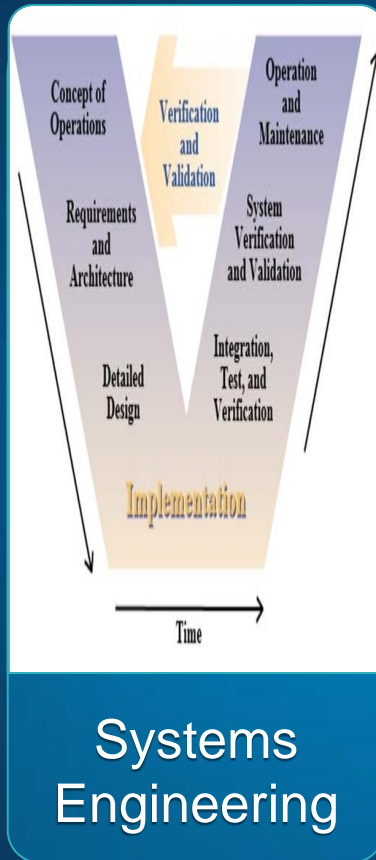 Concept of
Operations
Requirements
and
Architecture
Detailed
Design
Verification
and
Validation
Operation
and
Maintenance
System
Verification
and Validation
Integration,
Test, and
Verification
Implementation
Time
Systems
Engineering